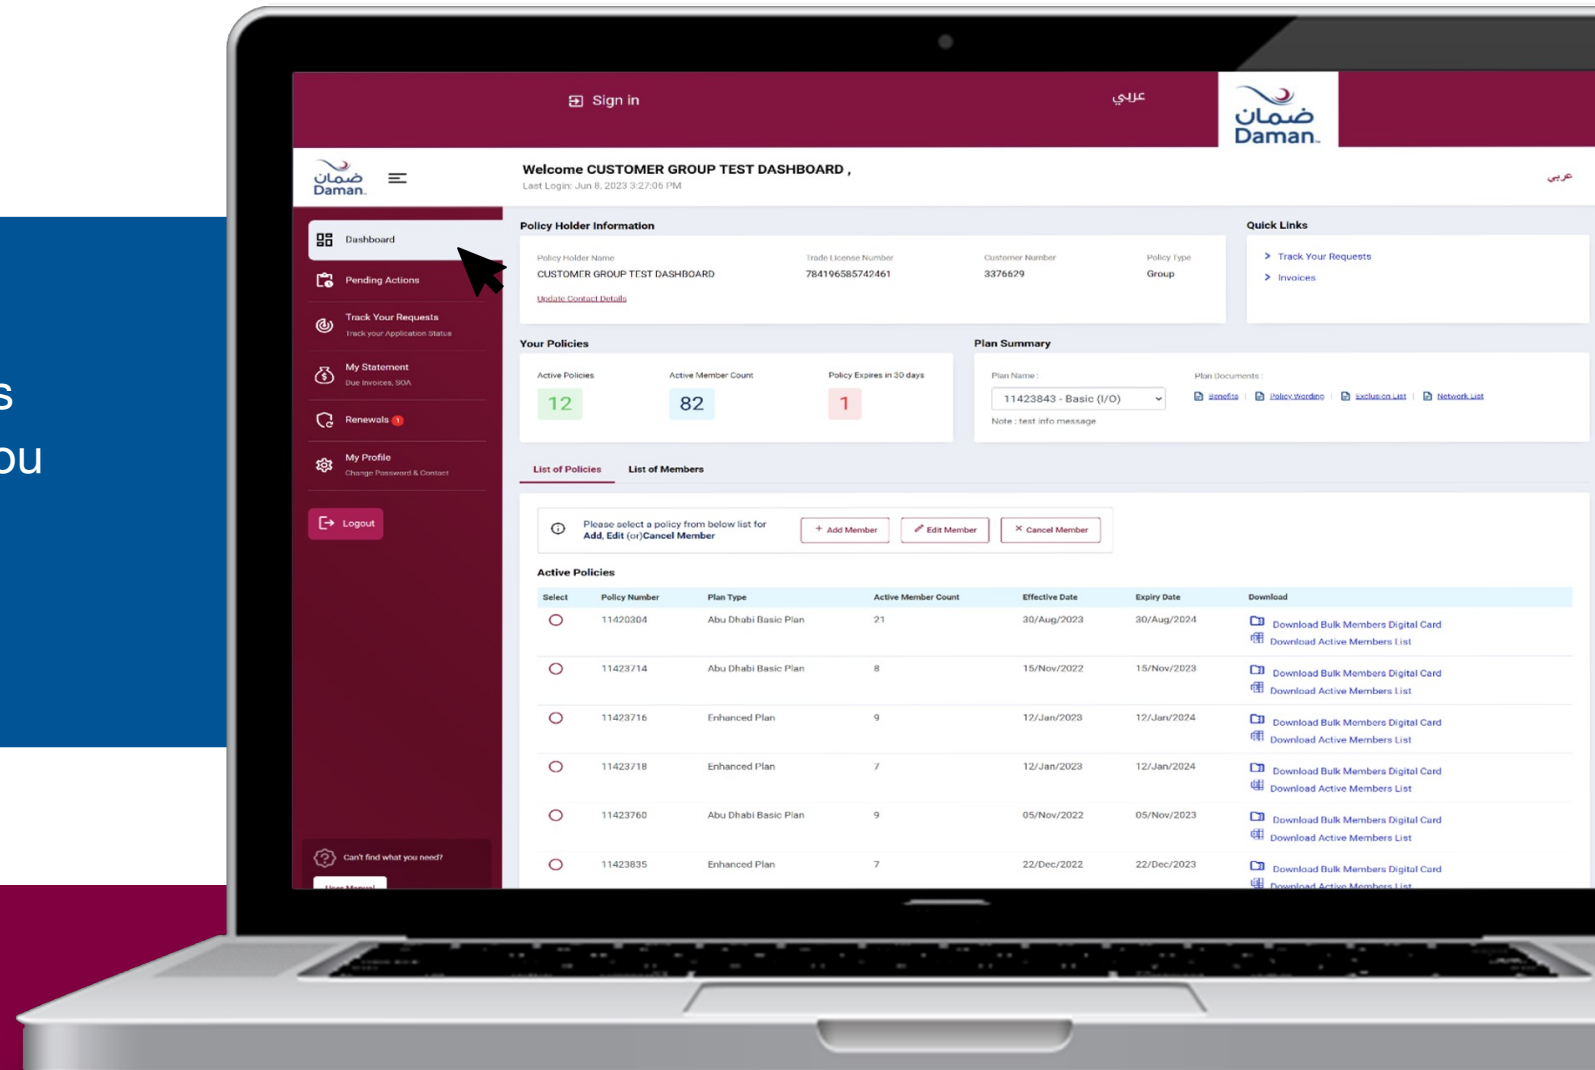 s
ou
Sign in
عربي
ضمان
Daman
ضمان
Daman
Welcome CUSTOMER GROUP TEST DASHBOARD ,
Last Login: Jun 8, 2023 3:27:06 PM
عربي
Dashboard
Pending Actions
Track Your Requests
Track your Application Status
My Statement
Due Invoices, SOA
Renewals 1
My Profile
Change Password & Contact
Logout
Can't find what you need?
User Manual
Policy Holder Information
Policy Holder Name Trade License Number Customer Number Policy Type
CUSTOMER GROUP TEST DASHBOARD 784196585742461 3376629 Group
Update Contact Details
Quick Links
> Track Your Requests
> Invoices
Your Policies
Active Policies Active Member Count Policy Expires in 30 days
12 82 1
Plan Summary
Plan Name : Plan Documents :
11423843 - Basic (I/O) Benefits | Policy Wording | Exclusion List | Network List
Note : test info message
List of Policies List of Members
Please select a policy from below list for
Add, Edit (or)Cancel Member
+ Add Member Edit Member × Cancel Member
Active Policies
Select Policy Number Plan Type Active Member Count Effective Date Expiry Date Download
11420304 Abu Dhabi Basic Plan 21 30/Aug/2023 30/Aug/2024 Download Bulk Members Digital Card
Download Active Members List
11423714 Abu Dhabi Basic Plan 8 15/Nov/2022 15/Nov/2023 Download Bulk Members Digital Card
Download Active Members List
11423716 Enhanced Plan 9 12/Jan/2023 12/Jan/2024 Download Bulk Members Digital Card
Download Active Members List
11423718 Enhanced Plan 7 12/Jan/2023 12/Jan/2024 Download Bulk Members Digital Card
Download Active Members List
11423760 Abu Dhabi Basic Plan 9 05/Nov/2022 05/Nov/2023 Download Bulk Members Digital Card
Download Active Members List
11423835 Enhanced Plan 7 22/Dec/2022 22/Dec/2023 Download Bulk Members Digital Card
Download Active Members List